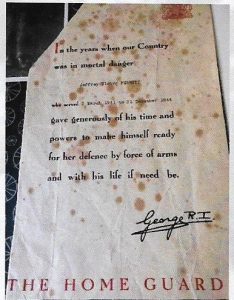 In the years when our Country
was in mortal danger
who served
gave generously of his time and
powers to make himself ready
for her defence by force of arms
and with his life if need be.
George R.I.
THE HOME GUARD